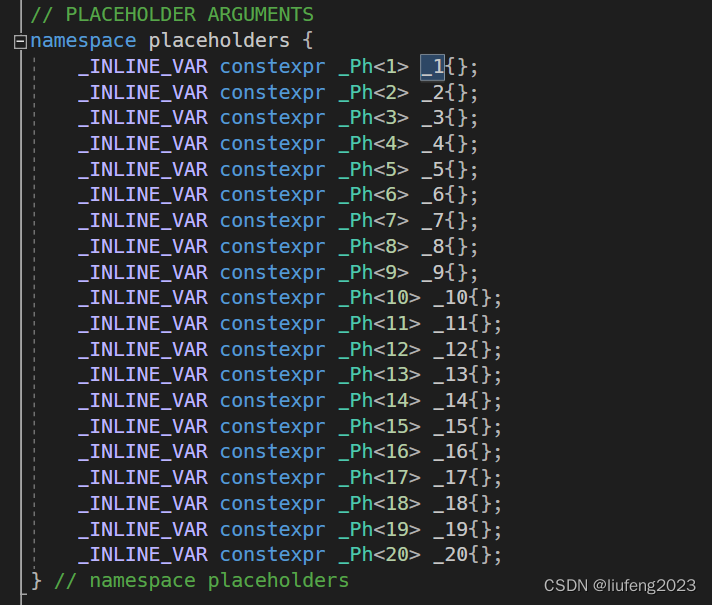 // PLACEHOLDER ARGUMENTS
namespace placeholders {
    _INLINE_VAR constexpr _Ph<1> _1{};
    _INLINE_VAR constexpr _Ph<2> _2{};
    _INLINE_VAR constexpr _Ph<3> _3{};
    _INLINE_VAR constexpr _Ph<4> _4{};
    _INLINE_VAR constexpr _Ph<5> _5{};
    _INLINE_VAR constexpr _Ph<6> _6{};
    _INLINE_VAR constexpr _Ph<7> _7{};
    _INLINE_VAR constexpr _Ph<8> _8{};
    _INLINE_VAR constexpr _Ph<9> _9{};
    _INLINE_VAR constexpr _Ph<10> _10{};
    _INLINE_VAR constexpr _Ph<11> _11{};
    _INLINE_VAR constexpr _Ph<12> _12{};
    _INLINE_VAR constexpr _Ph<13> _13{};
    _INLINE_VAR constexpr _Ph<14> _14{};
    _INLINE_VAR constexpr _Ph<15> _15{};
    _INLINE_VAR constexpr _Ph<16> _16{};
    _INLINE_VAR constexpr _Ph<17> _17{};
    _INLINE_VAR constexpr _Ph<18> _18{};
    _INLINE_VAR constexpr _Ph<19> _19{};
    _INLINE_VAR constexpr _Ph<20> _20{};
} // namespace placeholders
CSDN @liufeng2023